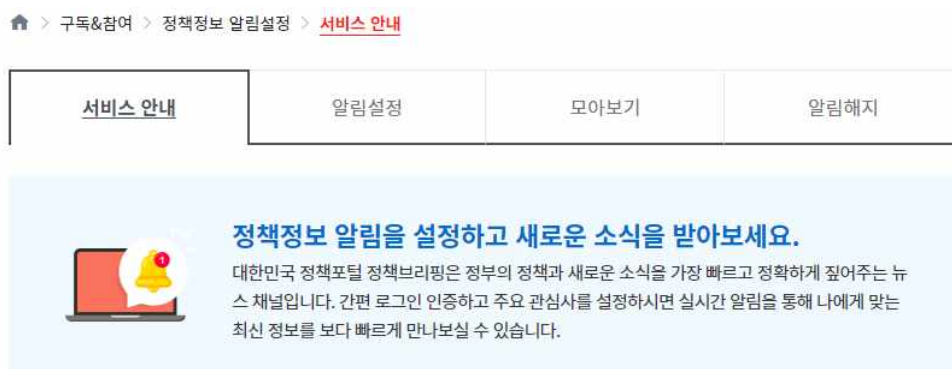 구독&참여 > 정책정보 알림설정 > 서비스 안내
서비스 안내 알림설정 모아보기 알림해지
1
정책정보 알림을 설정하고 새로운 소식을 받아보세요.
대한민국 정책포털 정책브리핑은 정부의 정책과 새로운 소식을 가장 빠르고 정확하게 짚어주는 뉴
스 채널입니다. 간편 로그인 인증하고 주요 관심사를 설정하시면 실시간 알림을 통해 나에게 맞는
최신 정보를 보다 빠르게 만나보실 수 있습니다.